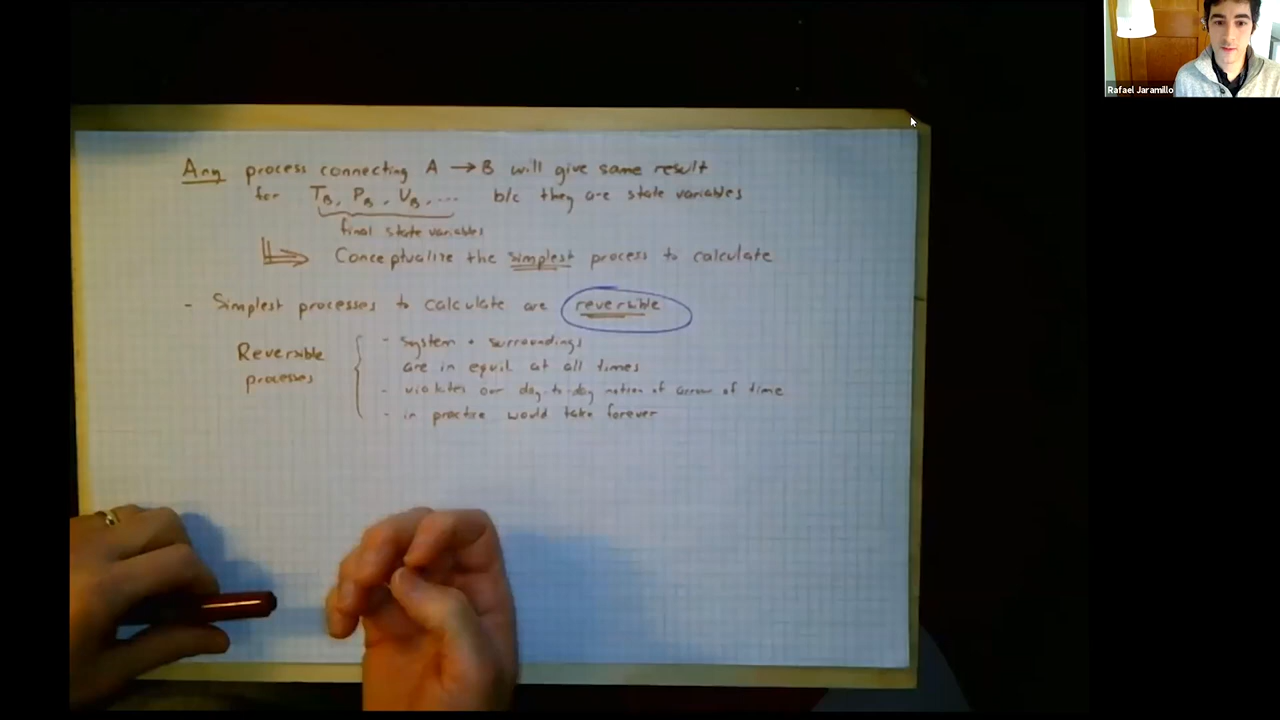 Any process connecting A → B will give same result
for T_B, P_B, V_B, ... b/c they are state variables
final state variables
Conceptualize the simplest process to calculate
- Simplest processes to calculate are reversible
Reversible processes
- system + surroundings
are in equil at all times
- violates our day-to-day notion of arrow of time
- in practice would take forever
Rafael Jaramillo